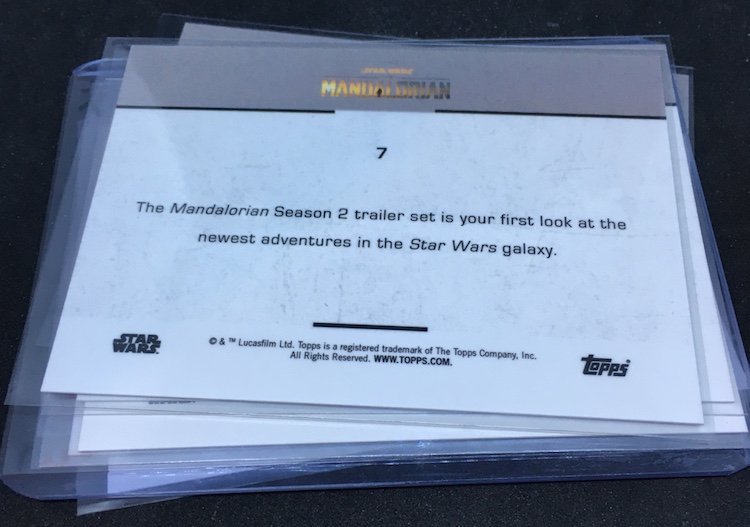 STAR WARS
MANDALORIAN
7
The Mandalorian Season 2 trailer set is your first look at the
newest adventures in the Star Wars galaxy.
STAR
WARS
© & ™ Lucasfilm Ltd. Topps is a registered trademark of The Topps Company, Inc.
All Rights Reserved. WWW.TOPPS.COM.
topps®